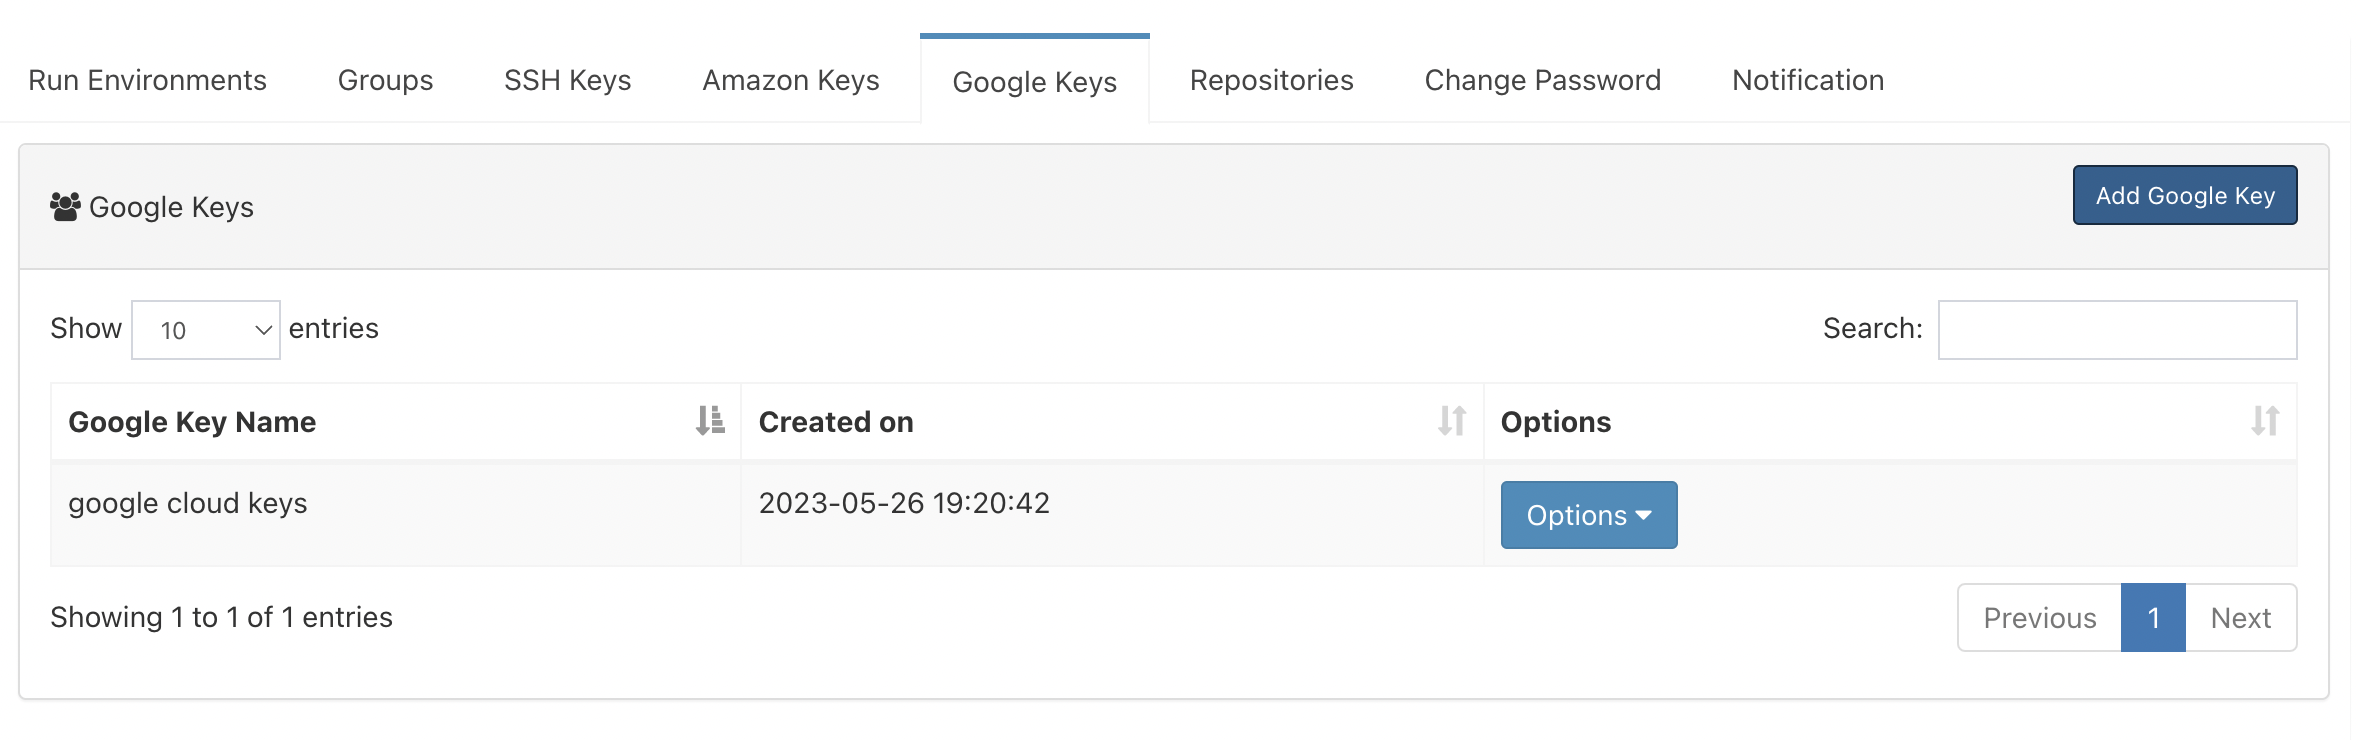 Run Environments Groups SSH Keys Amazon Keys Google Keys Repositories Change Password Notification
Google Keys Add Google Key
Show 10 entries Search:
Google Key Name Created on Options
google cloud keys 2023-05-26 19:20:42 Options
Showing 1 to 1 of 1 entries Previous 1 Next